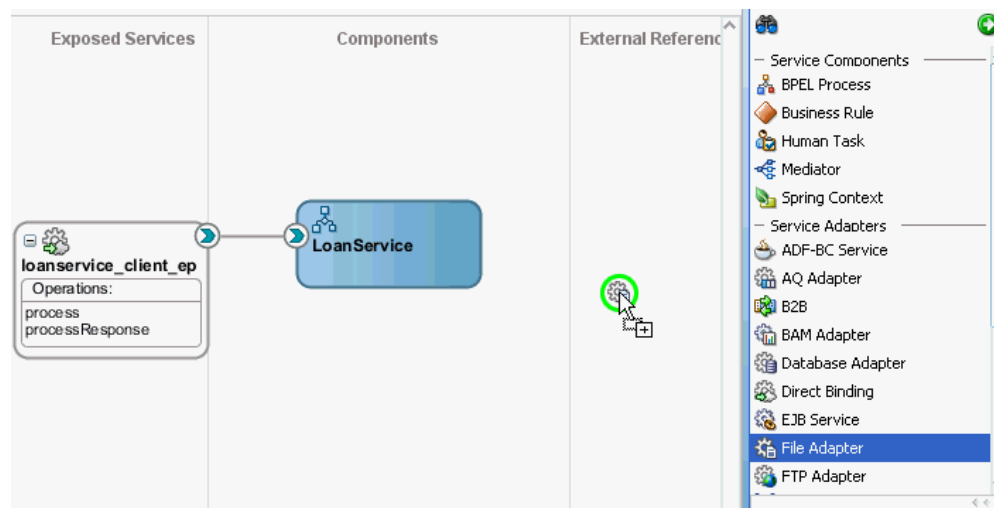 Exposed Services
Components
External Referenc
loanservice_client_ep
Operations:
process
processResponse
LoanService
Service Components
BPEL Process
Business Rule
Human Task
Mediator
Spring Context
Service Adapters
ADF-BC Service
AQ Adapter
B2B
BAM Adapter
Database Adapter
Direct Binding
EJB Service
File Adapter
FTP Adapter